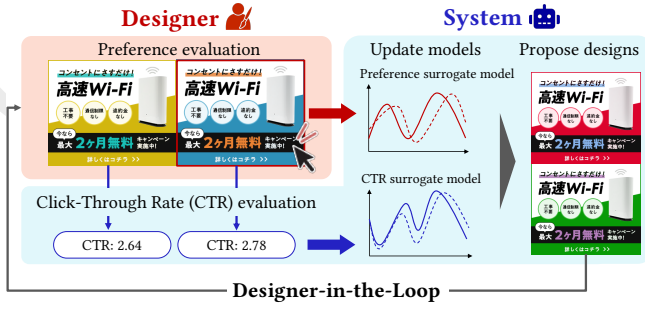 Designer
System
Preference evaluation
Update models
Propose designs
コンセントにさすだけ!
高速Wi-Fi
工事
不要
通信制限
なし
違約金
なし
今なら
最大 2ヶ月無料 キャンペーン
実施中!
詳しくはコチラ >>
コンセントにさすだけ!
高速Wi-Fi
工事
不要
通信制限
なし
違約金
なし
今なら
最大 2ヶ月無料 キャンペーン
実施中!
詳しくはコチラ >>
Preference surrogate model
CTR surrogate model
コンセントにさすだけ!
高速Wi-Fi
工事
不要
通信制限
なし
違約金
なし
今なら
最大 2ヶ月無料 キャンペーン
実施中!
詳しくはコチラ >>
コンセントにさすだけ!
高速Wi-Fi
工事
不要
通信制限
なし
違約金
なし
今なら
最大 2ヶ月無料 キャンペーン
実施中!
詳しくはコチラ >>
Click-Through Rate (CTR) evaluation
CTR: 2.64
CTR: 2.78
Designer-in-the-Loop